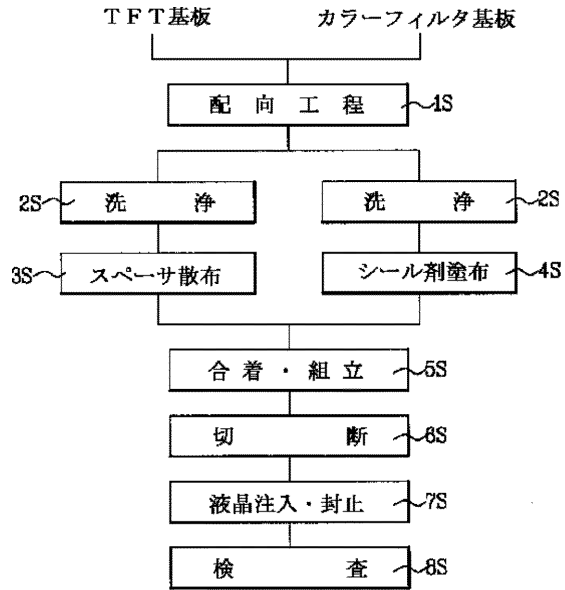 TFT基板 カラーフィルタ基板
配向工程 1S
2S 洗浄 洗浄 2S
3S スペーサ散布 シール剤塗布 4S
合着・組立 5S
切断 6S
液晶注入・封止 7S
検査 8S